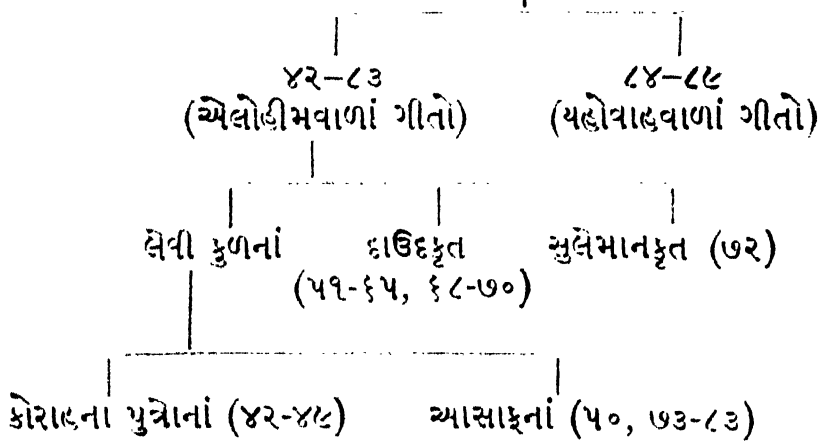 ૪૨–૮૩ ૮૪–૮૯
(એલોહીમવાળાં ગીતો) (યહોવાહવાળાં ગીતો)
લેવી કુળનાં દાઉદકૃત સુલેમાનકૃત (૭૨)
(૫૧-૬૫, ૬૮-૭૦)
કોરાહના પુત્રોનાં (૪૨-૪૯) આસાફનાં (૫૦, ૭૩-૮૩)